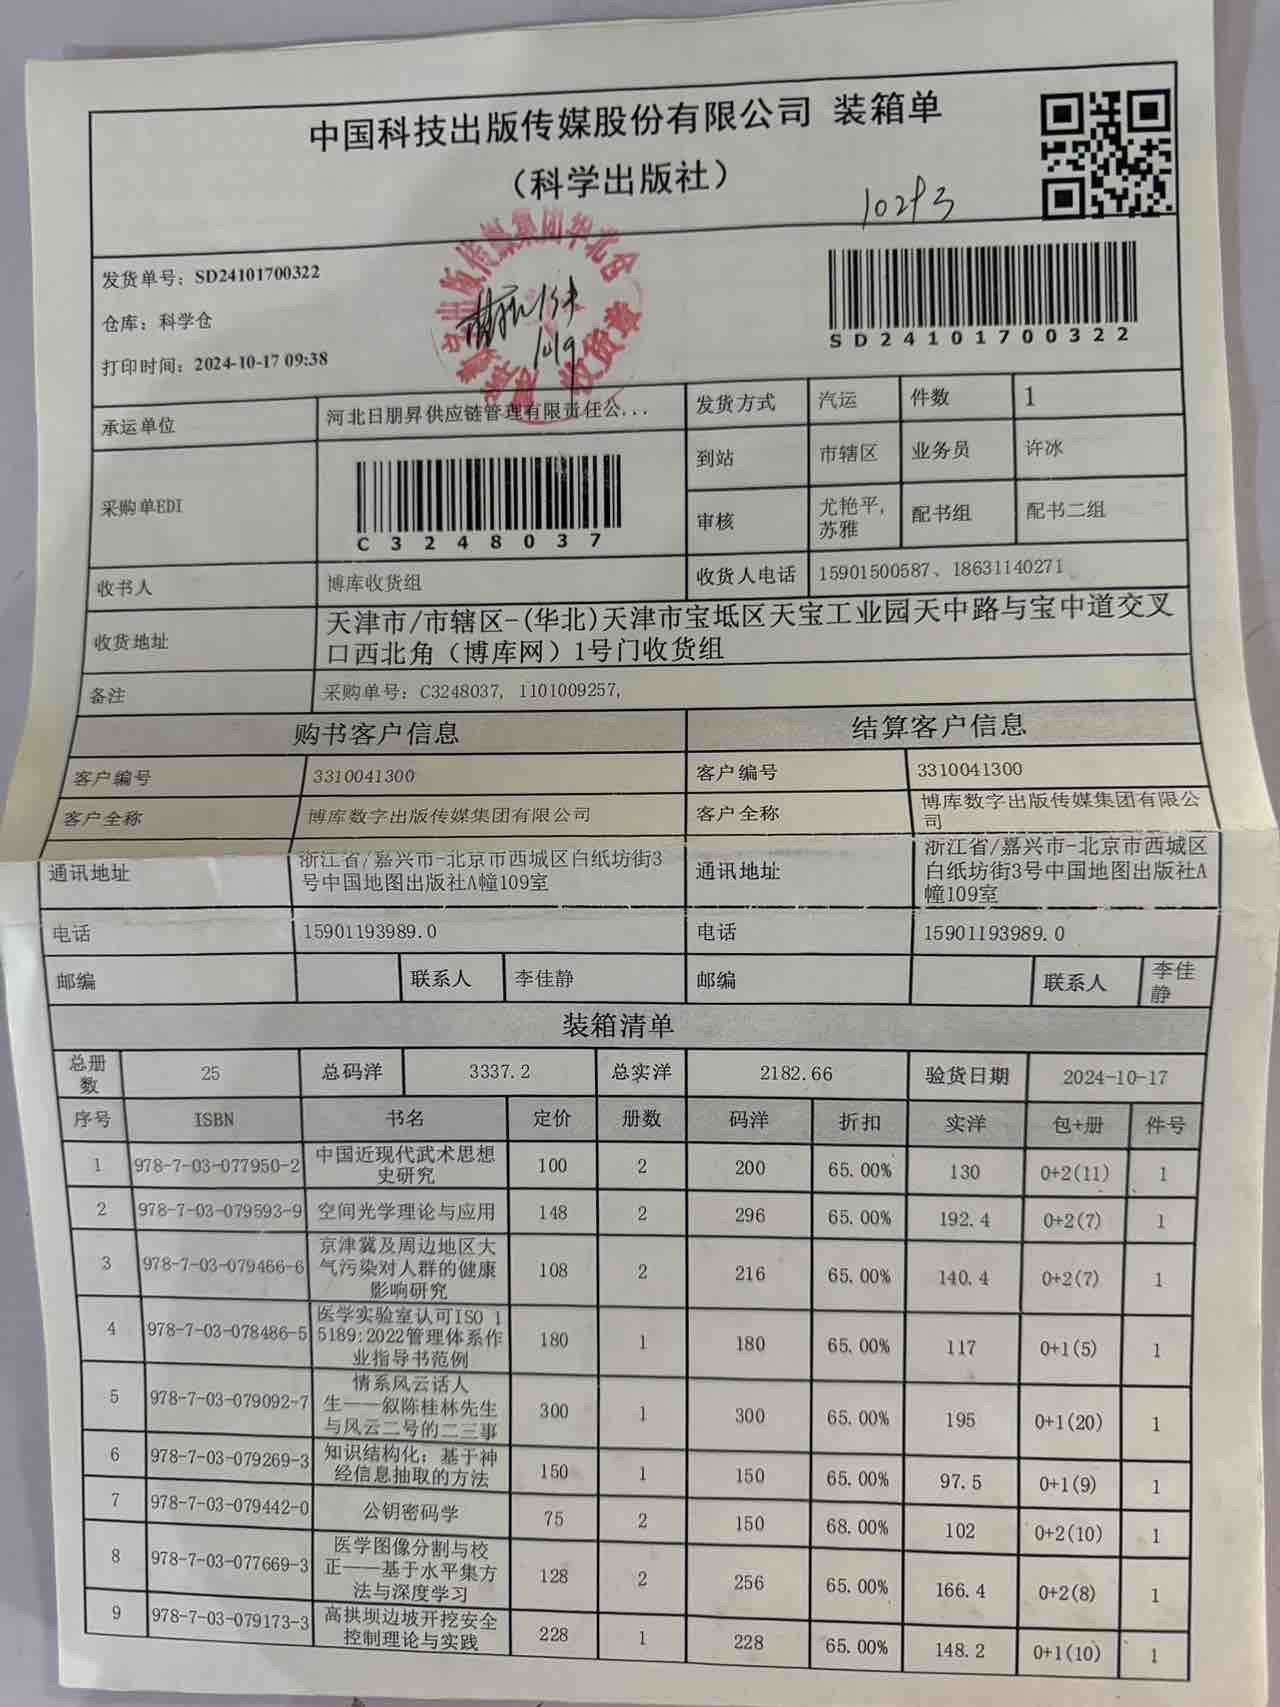 中国科技出版传媒股份有限公司 装箱单
（科学出版社）
发货单号：SD24101700322
仓库：科学仓
打印时间：2024-10-17 09:38
SD24101700322
承运单位 河北日朋昇供应链管理有限责任公... 发货方式 汽运 件数 1
采购单EDI C3248037 到站 市辖区 业务员 许冰
审核 尤艳平, 苏雅 配书组 配书二组
收书人 博库收货组 收货人电话 15901500587、18631140271
收货地址 天津市/市辖区-(华北)天津市宝坻区天宝工业园天中路与宝中道交叉
口西北角（博库网）1号门收货组
备注 采购单号：C3248037, 1101009257,
购书客户信息 结算客户信息
客户编号 3310041300 客户编号 3310041300
客户全称 博库数字出版传媒集团有限公司 客户全称 博库数字出版传媒集团有限公司
通讯地址 浙江省/嘉兴市-北京市西城区白纸坊街3号中国地图出版社A幢109室 通讯地址 浙江省/嘉兴市-北京市西城区白纸坊街3号中国地图出版社A幢109室
电话 15901193989.0 电话 15901193989.0
邮编 联系人 李佳静 邮编 联系人 李佳静
装箱清单
总册数 25 总码洋 3337.2 总实洋 2182.66 验货日期 2024-10-17
序号 ISBN 书名 定价 册数 码洋 折扣 实洋 包+册 件号
1 978-7-03-077950-2 中国近现代武术思想史研究 100 2 200 65.00% 130 0+2(11) 1
2 978-7-03-079593-9 空间光学理论与应用 148 2 296 65.00% 192.4 0+2(7) 1
3 978-7-03-079466-6 京津冀及周边地区大气污染对人群的健康影响研究 108 2 216 65.00% 140.4 0+2(7) 1
4 978-7-03-078486-5 医学实验室认可ISO 15189:2022管理体系作业指导书范例 180 1 180 65.00% 117 0+1(5) 1
5 978-7-03-079092-7 情系风云话人生——叙陈桂林先生与风云二号的二三事 300 1 300 65.00% 195 0+1(20) 1
6 978-7-03-079269-3 知识结构化：基于神经信息抽取的方法 150 1 150 65.00% 97.5 0+1(9) 1
7 978-7-03-079442-0 公钥密码学 75 2 150 68.00% 102 0+2(10) 1
8 978-7-03-077669-3 医学图像分割与校正——基于水平集方法与深度学习 128 2 256 65.00% 166.4 0+2(8) 1
9 978-7-03-079173-3 高拱坝边坡开挖安全控制理论与实践 228 1 228 65.00% 148.2 0+1(10) 1